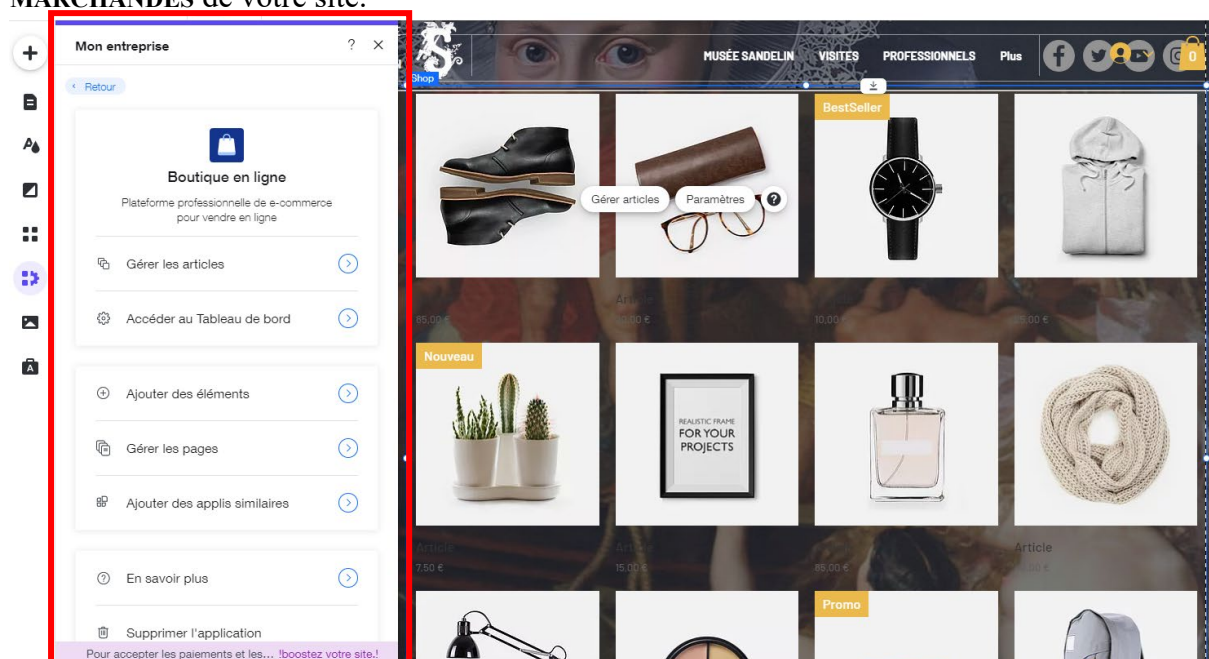 MARCHANDES de votre site.
Mon entreprise ? ×
Retour
Boutique en ligne
Plateforme professionnelle de e-commerce
pour vendre en ligne
Gérer les articles
Accéder au Tableau de bord
Ajouter des éléments
Gérer les pages
Ajouter des applis similaires
En savoir plus
Supprimer l'application
Pour accepter les paiements et les... !boostez votre site.!
MUSÉE SANDELIN VISITES PROFESSIONNELS Plus 0
Shop
BestSeller
Gérer articles Paramètres ?
Article
85,00 € 10,00 €
Nouveau
REALISTIC FRAME
FOR YOUR
PROJECTS
Article Article
7,50 € 15,00 € 85,00 €
Promo